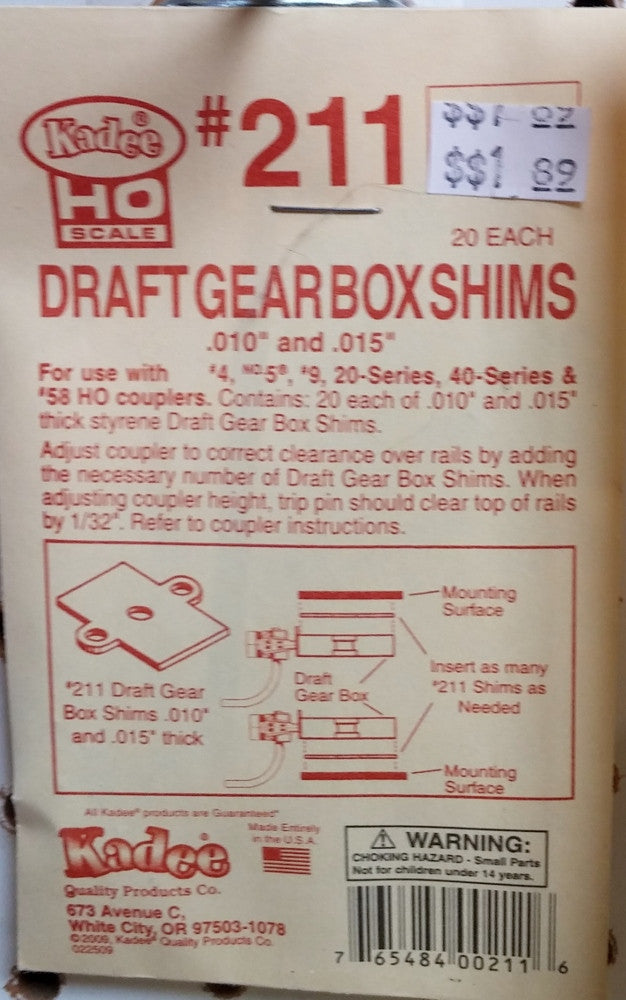 Kadee®
HO
SCALE
#211
$$1
$$1 89
20 EACH
DRAFT GEAR BOX SHIMS
.010" and .015"
For use with #4, NO.5®, #9, 20-Series, 40-Series &
#58 HO couplers. Contains: 20 each of .010" and .015"
thick styrene Draft Gear Box Shims.
Adjust coupler to correct clearance over rails by adding
the necessary number of Draft Gear Box Shims. When
adjusting coupler height, trip pin should clear top of rails
by 1/32". Refer to coupler instructions.
Mounting
Surface
Draft
Gear Box
Insert as many
#211 Shims as
Needed
#211 Draft Gear
Box Shims .010"
and .015" thick
Mounting
Surface
All Kadee® products are Guaranteed"
Made Entirely
in the U.S.A.
Kadee®
Quality Products Co.
673 Avenue C,
White City, OR 97503-1078
©2009, Kadee® Quality Products Co.
022509
WARNING:
CHOKING HAZARD - Small Parts
Not for children under 14 years.
7 65484 00211 6